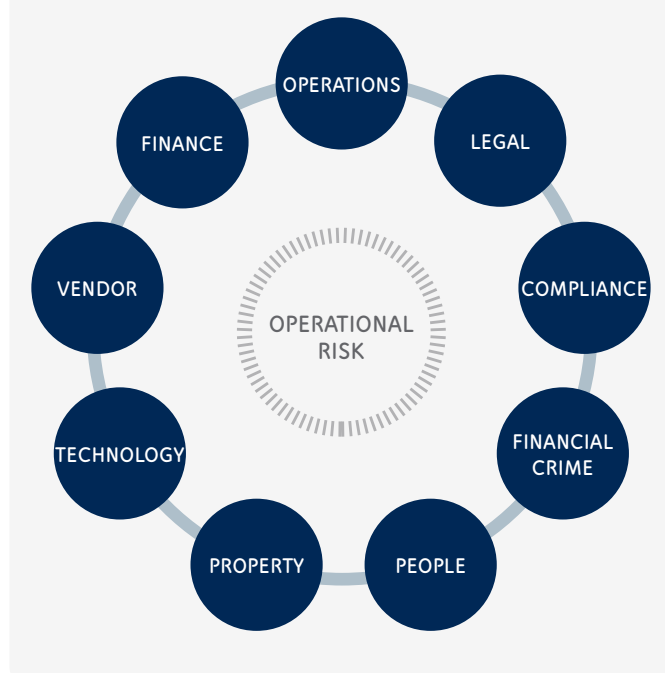 OPERATIONS
LEGAL
COMPLIANCE
FINANCIAL
CRIME
PEOPLE
PROPERTY
TECHNOLOGY
VENDOR
FINANCE
OPERATIONAL
RISK